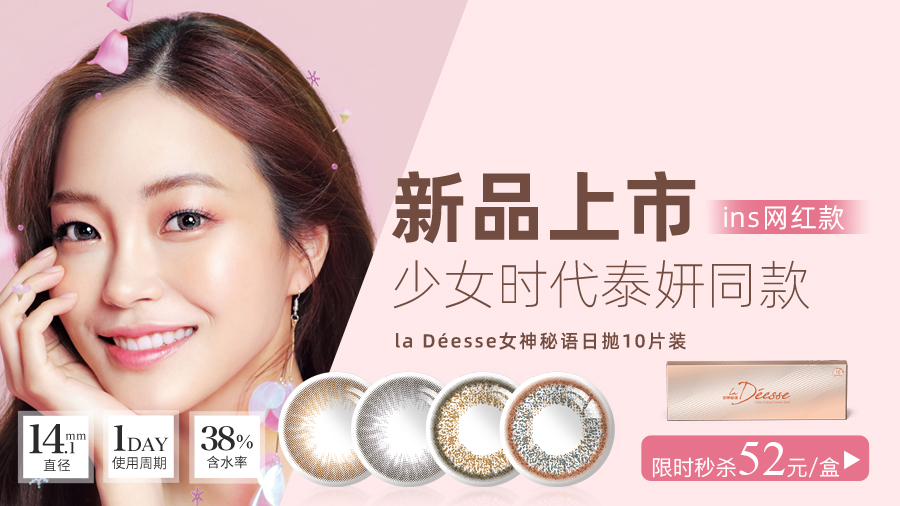 新品上市
ins网红款
少女时代泰妍同款
la Déesse女神秘语日抛10片装
14.1mm
直径
1DAY
使用周期
38%
含水率
la Déesse
限时秒杀52元/盒